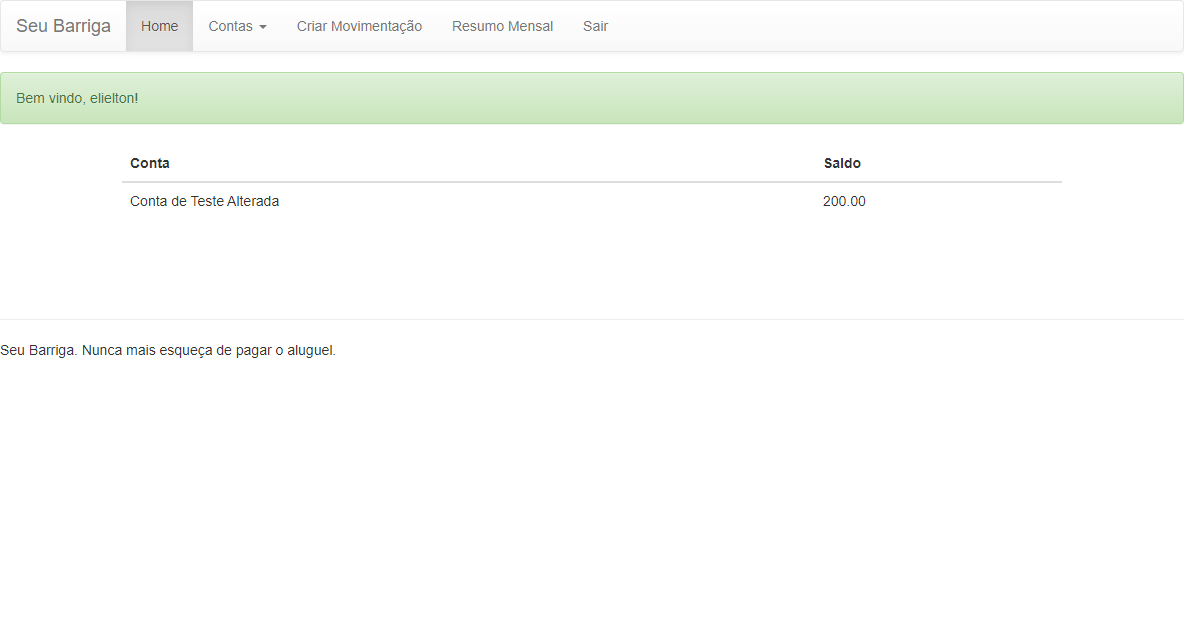 Seu Barriga Home Contas Criar Movimentação Resumo Mensal Sair
Bem vindo, elielton!
Conta Saldo
Conta de Teste Alterada 200.00
Seu Barriga. Nunca mais esqueça de pagar o aluguel.